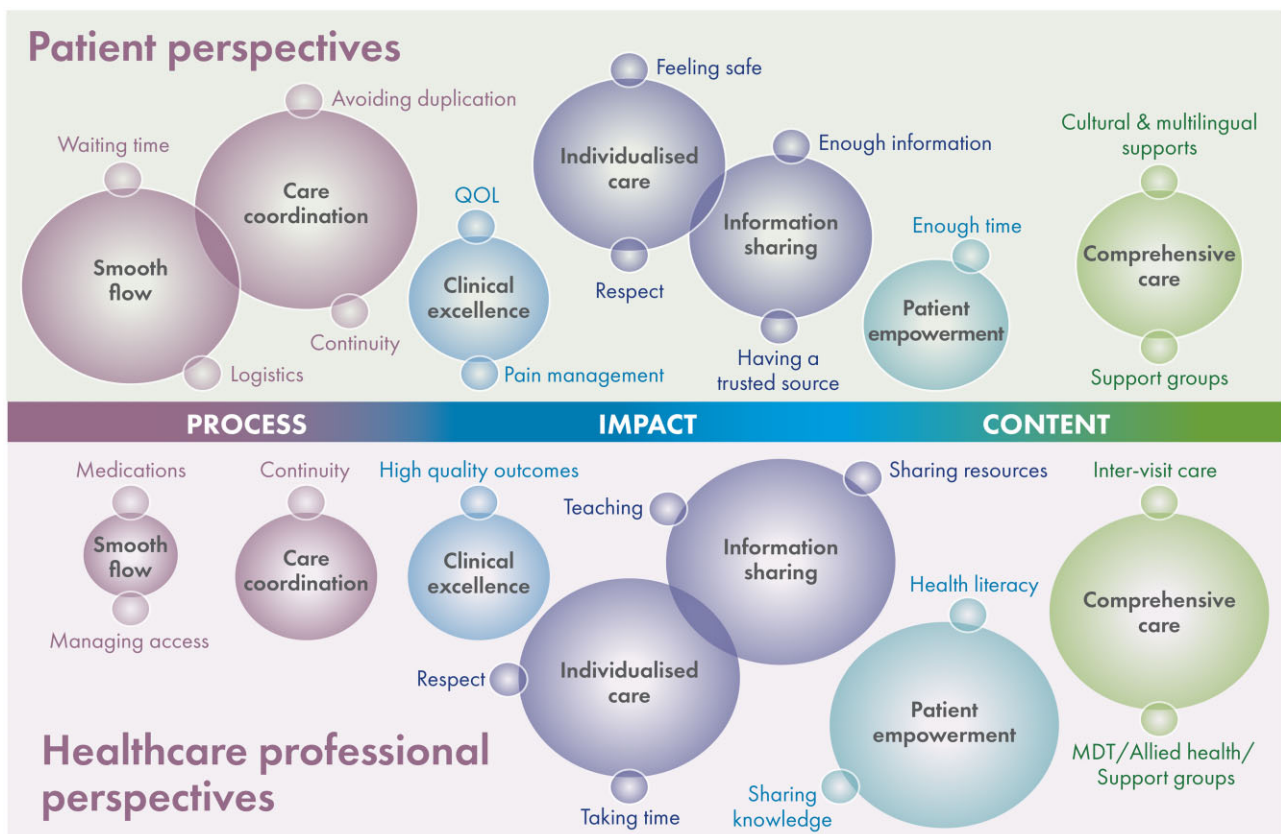 Patient perspectives
Feeling safe
Avoiding duplication
Cultural & multilingual
supports
Waiting time
Enough information
Individualised
care
Care
coordination
QOL
Information
sharing
Enough time
Smooth
flow
Clinical
excellence
Comprehensive
care
Respect
Patient
empowerment
Continuity
Having a
trusted source
Logistics
Pain management
Support groups
PROCESS
IMPACT
CONTENT
Medications
Continuity
High quality outcomes
Sharing resources
Inter-visit care
Teaching
Smooth
flow
Care
coordination
Clinical
excellence
Information
sharing
Health literacy
Comprehensive
care
Managing access
Respect
Individualised
care
Patient
empowerment
Healthcare professional
perspectives
MDT/Allied health/
Support groups
Taking time
Sharing
knowledge